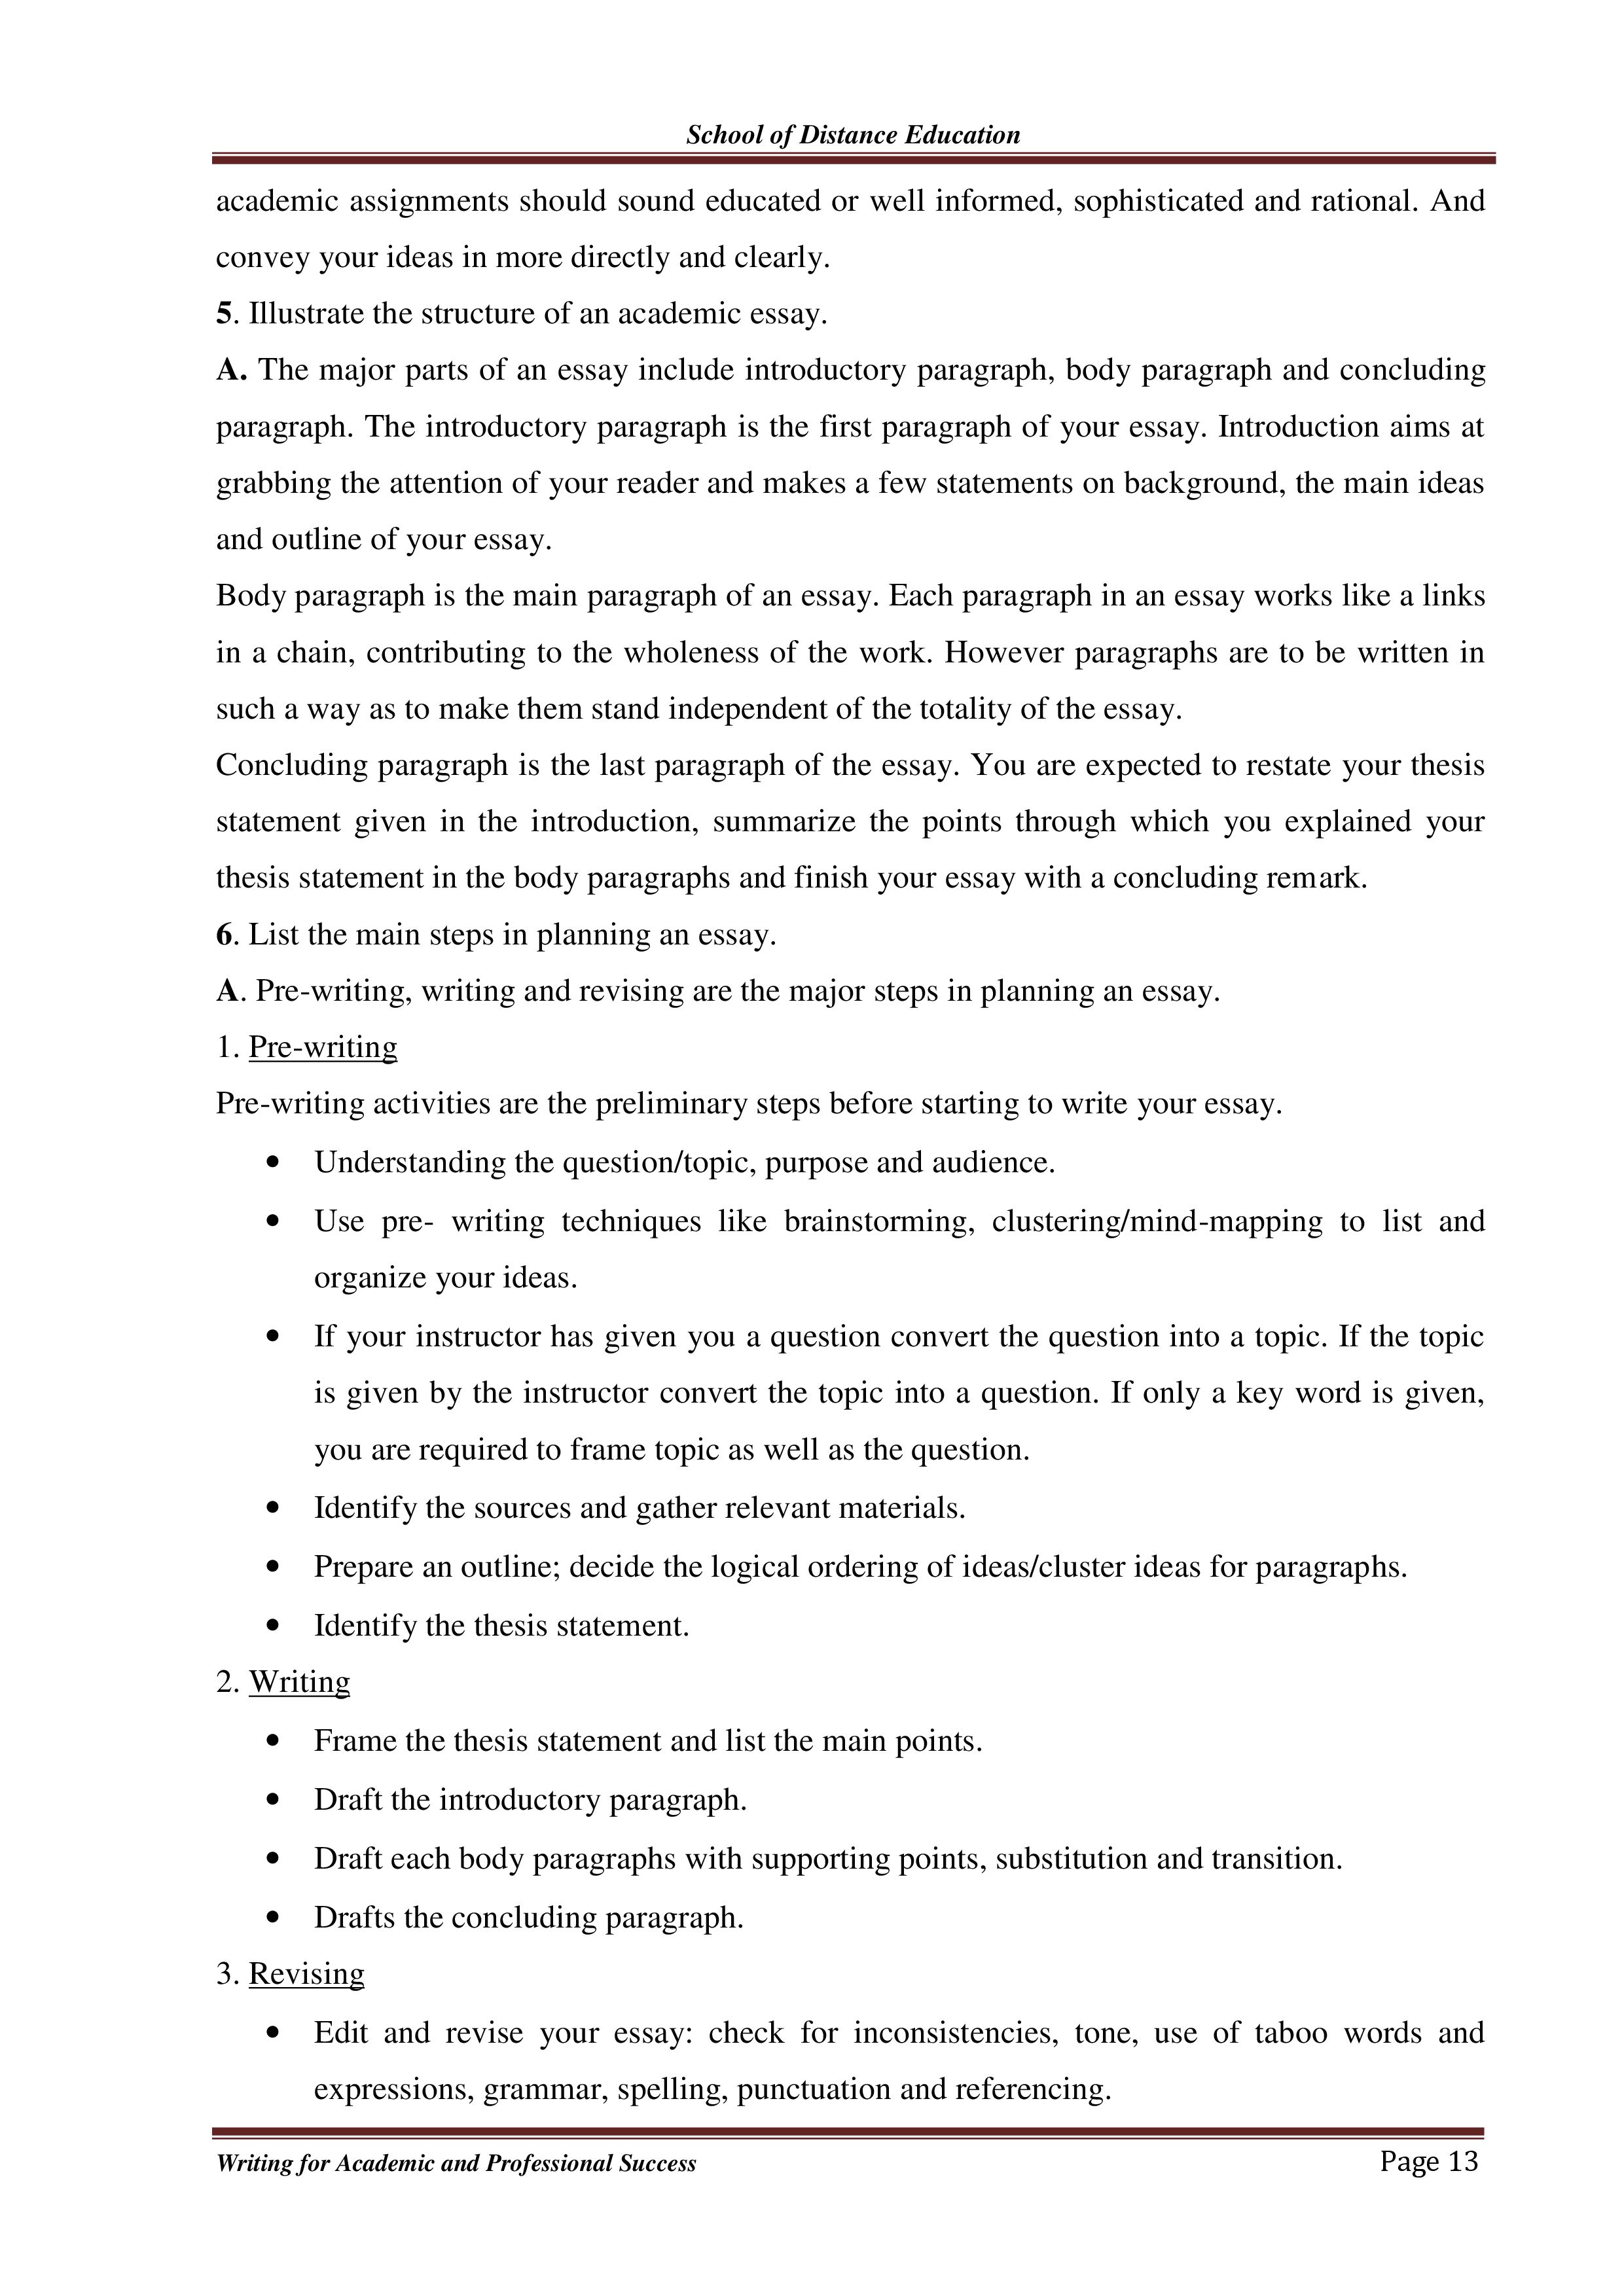 School of Distance Education
academic assignments should sound educated or well informed, sophisticated and rational. And
convey your ideas in more directly and clearly.
5. Illustrate the structure of an academic essay.
A. The major parts of an essay include introductory paragraph, body paragraph and concluding
paragraph. The introductory paragraph is the first paragraph of your essay. Introduction aims at
grabbing the attention of your reader and makes a few statements on background, the main ideas
and outline of your essay.
Body paragraph is the main paragraph of an essay. Each paragraph in an essay works like a links
in a chain, contributing to the wholeness of the work. However paragraphs are to be written in
such a way as to make them stand independent of the totality of the essay.
Concluding paragraph is the last paragraph of the essay. You are expected to restate your thesis
statement given in the introduction, summarize the points through which you explained your
thesis statement in the body paragraphs and finish your essay with a concluding remark.
6. List the main steps in planning an essay.
A. Pre-writing, writing and revising are the major steps in planning an essay.
1. Pre-writing
Pre-writing activities are the preliminary steps before starting to write your essay.
• Understanding the question/topic, purpose and audience.
• Use pre- writing techniques like brainstorming, clustering/mind-mapping to list and
organize your ideas.
• If your instructor has given you a question convert the question into a topic. If the topic
is given by the instructor convert the topic into a question. If only a key word is given,
you are required to frame topic as well as the question.
• Identify the sources and gather relevant materials.
• Prepare an outline; decide the logical ordering of ideas/cluster ideas for paragraphs.
• Identify the thesis statement.
2. Writing
• Frame the thesis statement and list the main points.
• Draft the introductory paragraph.
• Draft each body paragraphs with supporting points, substitution and transition.
• Drafts the concluding paragraph.
3. Revising
• Edit and revise your essay: check for inconsistencies, tone, use of taboo words and
expressions, grammar, spelling, punctuation and referencing.
Writing for Academic and Professional Success Page 13